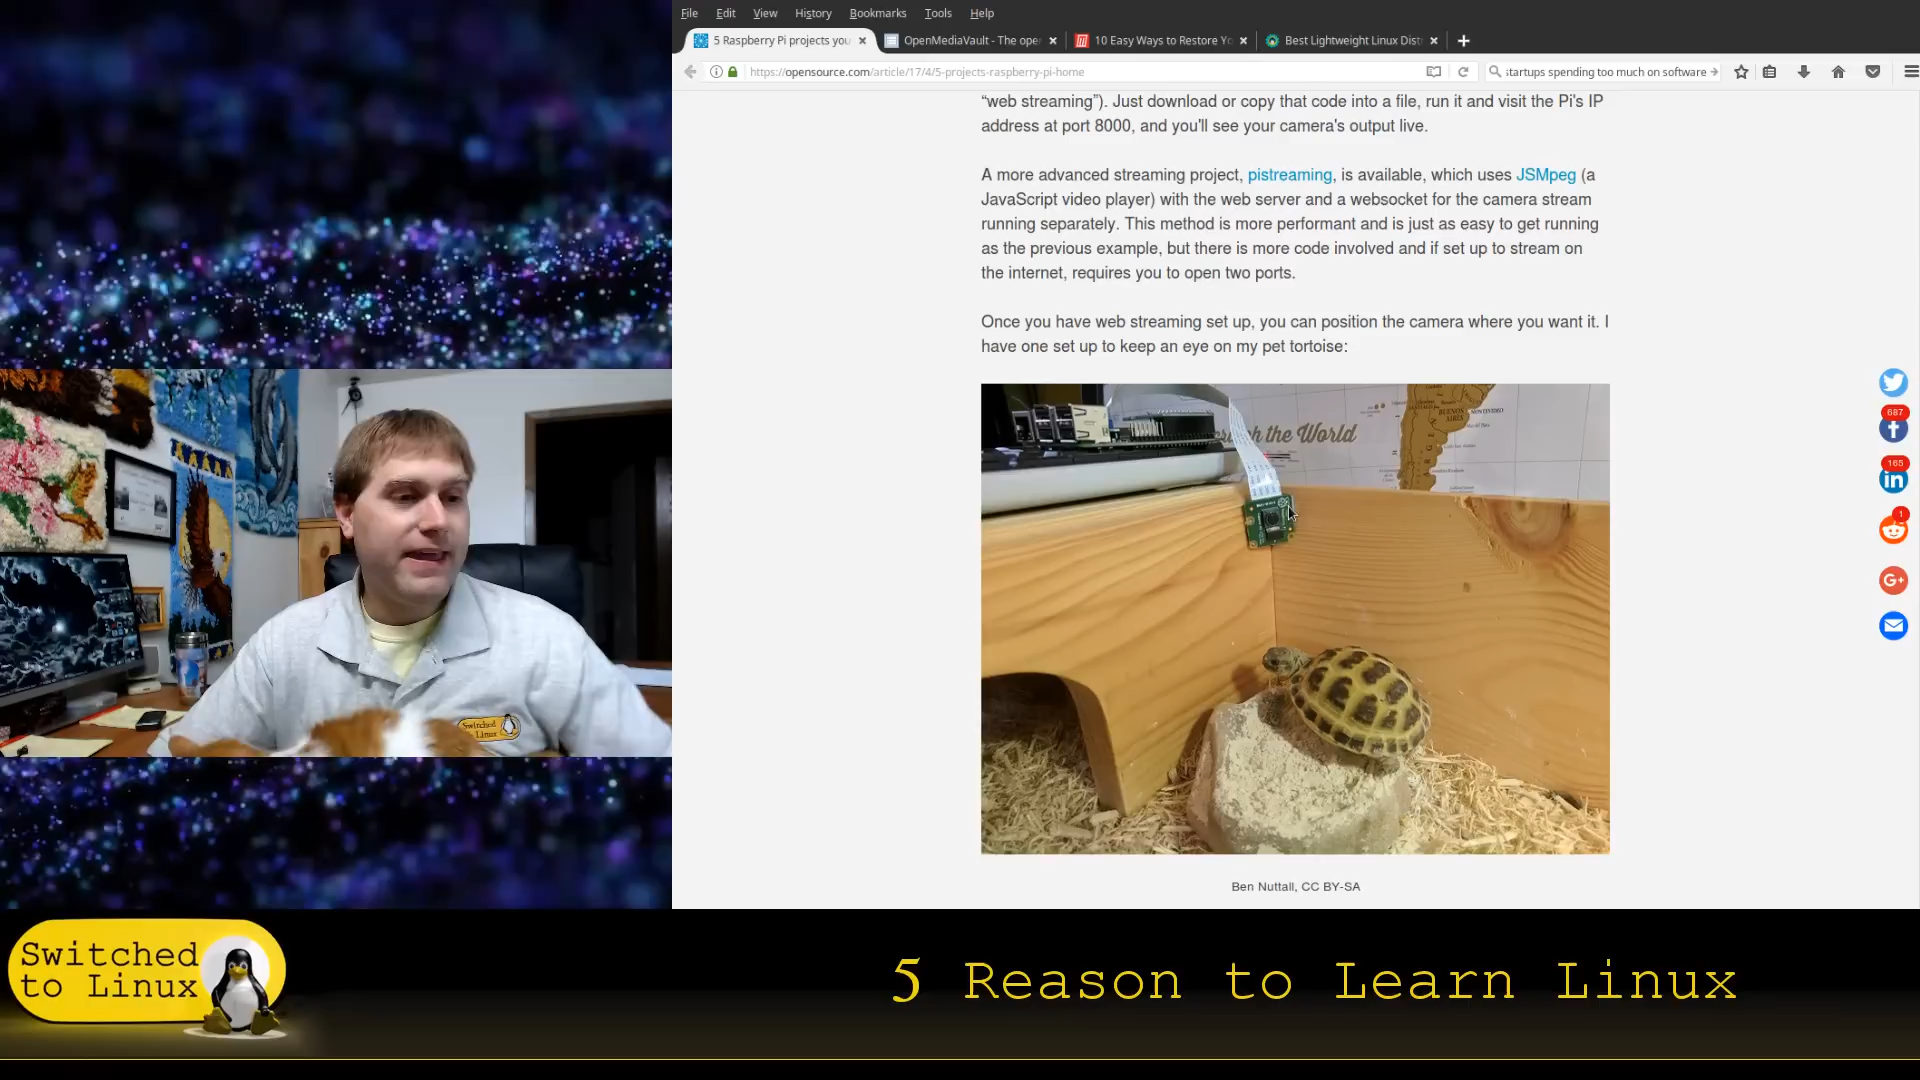 File Edit View History Bookmarks Tools Help
5 Raspberry Pi projects you
OpenMediaVault - The ope
10 Easy Ways to Restore Yo
Best Lightweight Linux Dist
https://opensource.com/article/17/4/5-projects-raspberry-pi-home
startups spending too much on software
“web streaming”). Just download or copy that code into a file, run it and visit the Pi's IP
address at port 8000, and you'll see your camera's output live.
A more advanced streaming project, pistreaming, is available, which uses JSMpeg (a
JavaScript video player) with the web server and a websocket for the camera stream
running separately. This method is more performant and is just as easy to get running
as the previous example, but there is more code involved and if set up to stream on
the internet, requires you to open two ports.
Once you have web streaming set up, you can position the camera where you want it. I
have one set up to keep an eye on my pet tortoise:
the World
BUENOS
AIRES
MONTEVIDEO
687
165
1
G+
Ben Nuttall, CC BY-SA
Switched
to Linux
Switched
to Linux
5 Reason to Learn Linux